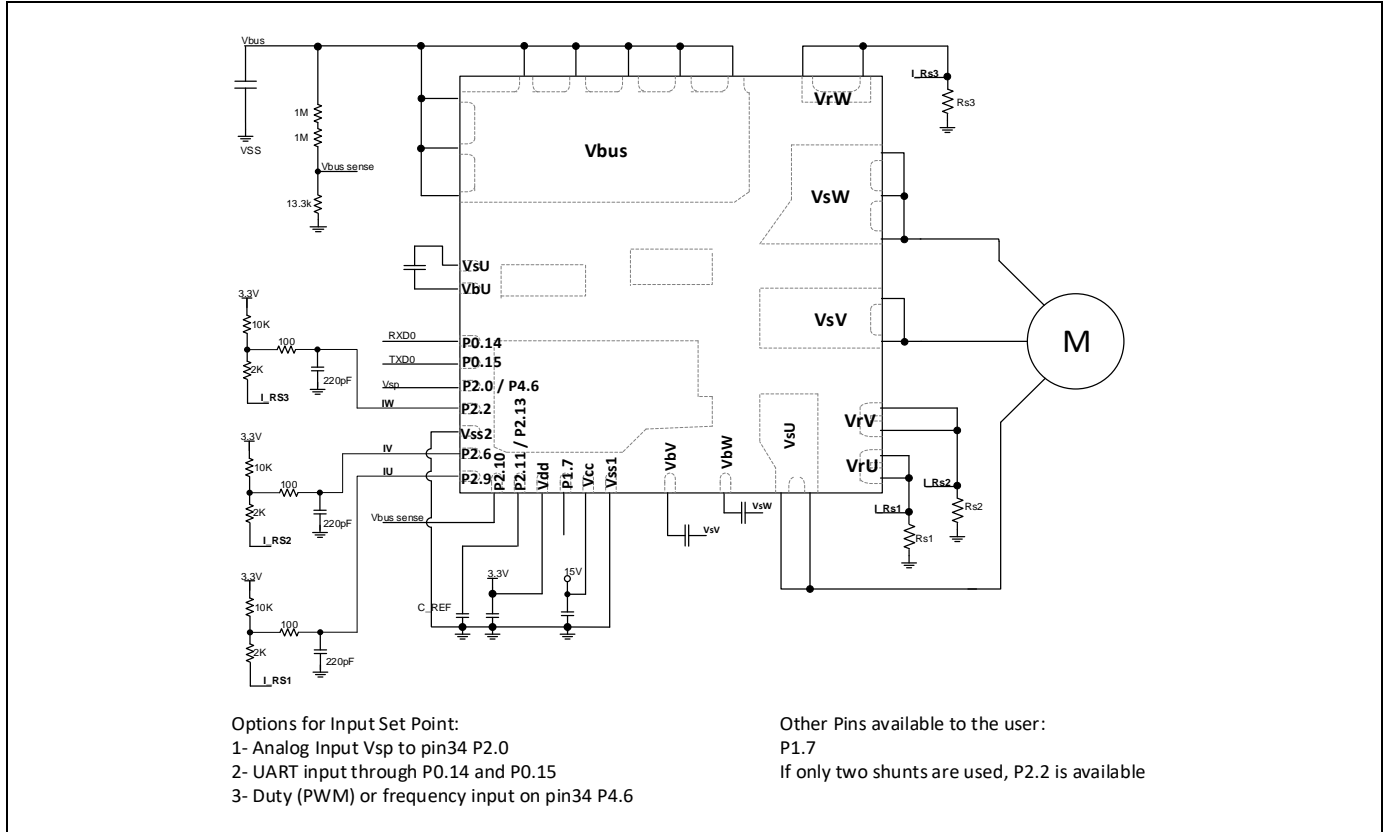 Vbus
I_Rs3
VrW
Rs3
1M
1M
VSS
Vbus sense
Vbus
13.3k
VsW
VsU
VbU
3.3V
10K
100
2K
220pF
I_RS3
RXD0
P0.14
TXD0
P0.15
Vsp
P2.0 / P4.6
IW
P2.2
Vss2
IV
P2.6
IU
P2.9
VsV
M
3.3V
10K
100
2K
220pF
I_RS2
P2.10
P2.11 / P2.13
Vdd
P1.7
Vcc
Vss1
VbV
VbW
VsU
VrV
VrU
Vbus sense
VsV
VsW
I_Rs2
I_Rs1
Rs2
Rs1
3.3V
15V
C_REF
3.3V
10K
100
2K
220pF
I_RS1
Options for Input Set Point:
1- Analog Input Vsp to pin34 P2.0
2- UART input through P0.14 and P0.15
3- Duty (PWM) or frequency input on pin34 P4.6
Other Pins available to the user:
P1.7
If only two shunts are used, P2.2 is available